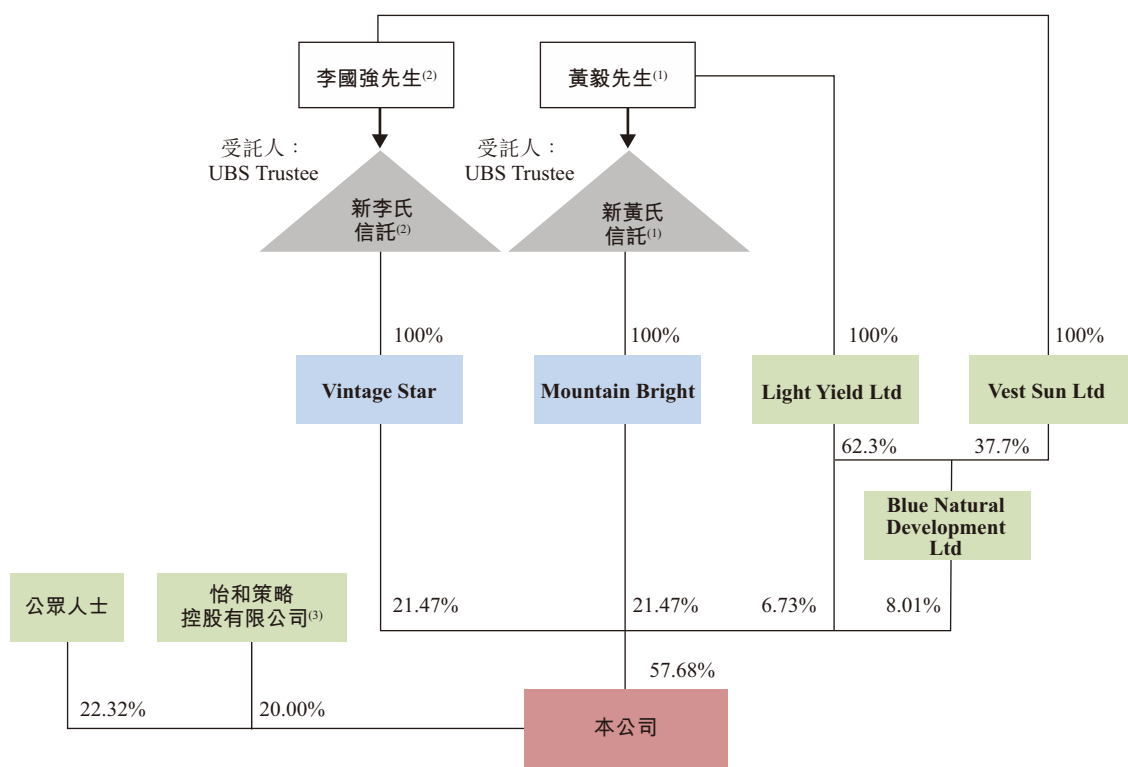 李國強先生(2)
黃毅先生(1)
受託人：
UBS Trustee
受託人：
UBS Trustee
新李氏
信託(2)
新黃氏
信託(1)
100%
100%
100%
100%
Vintage Star
Mountain Bright
Light Yield Ltd
Vest Sun Ltd
62.3%
37.7%
Blue Natural
Development
Ltd
公眾人士
怡和策略
控股有限公司(3)
21.47%
21.47%
6.73%
8.01%
57.68%
22.32%
20.00%
本公司